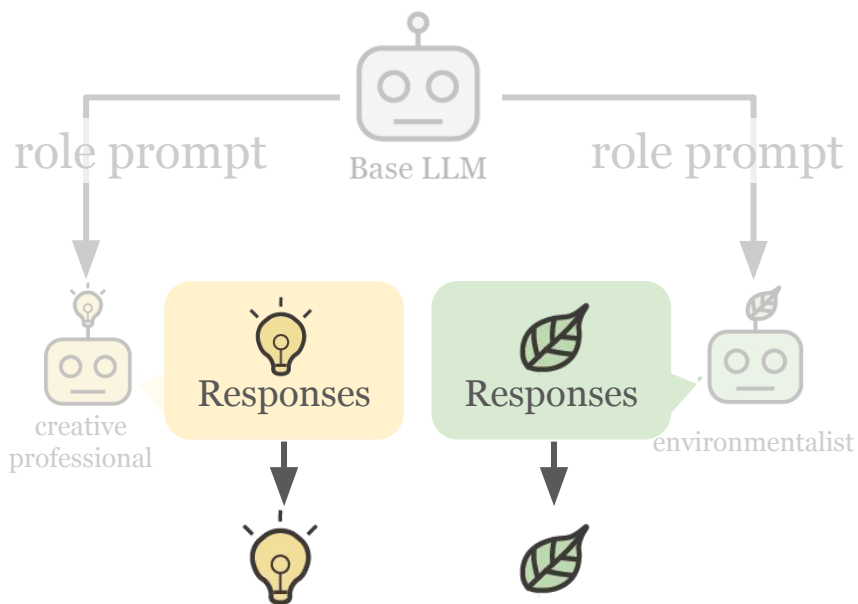 role prompt
Base LLM
role prompt
Responses
Responses
creative
professional
environmentalist